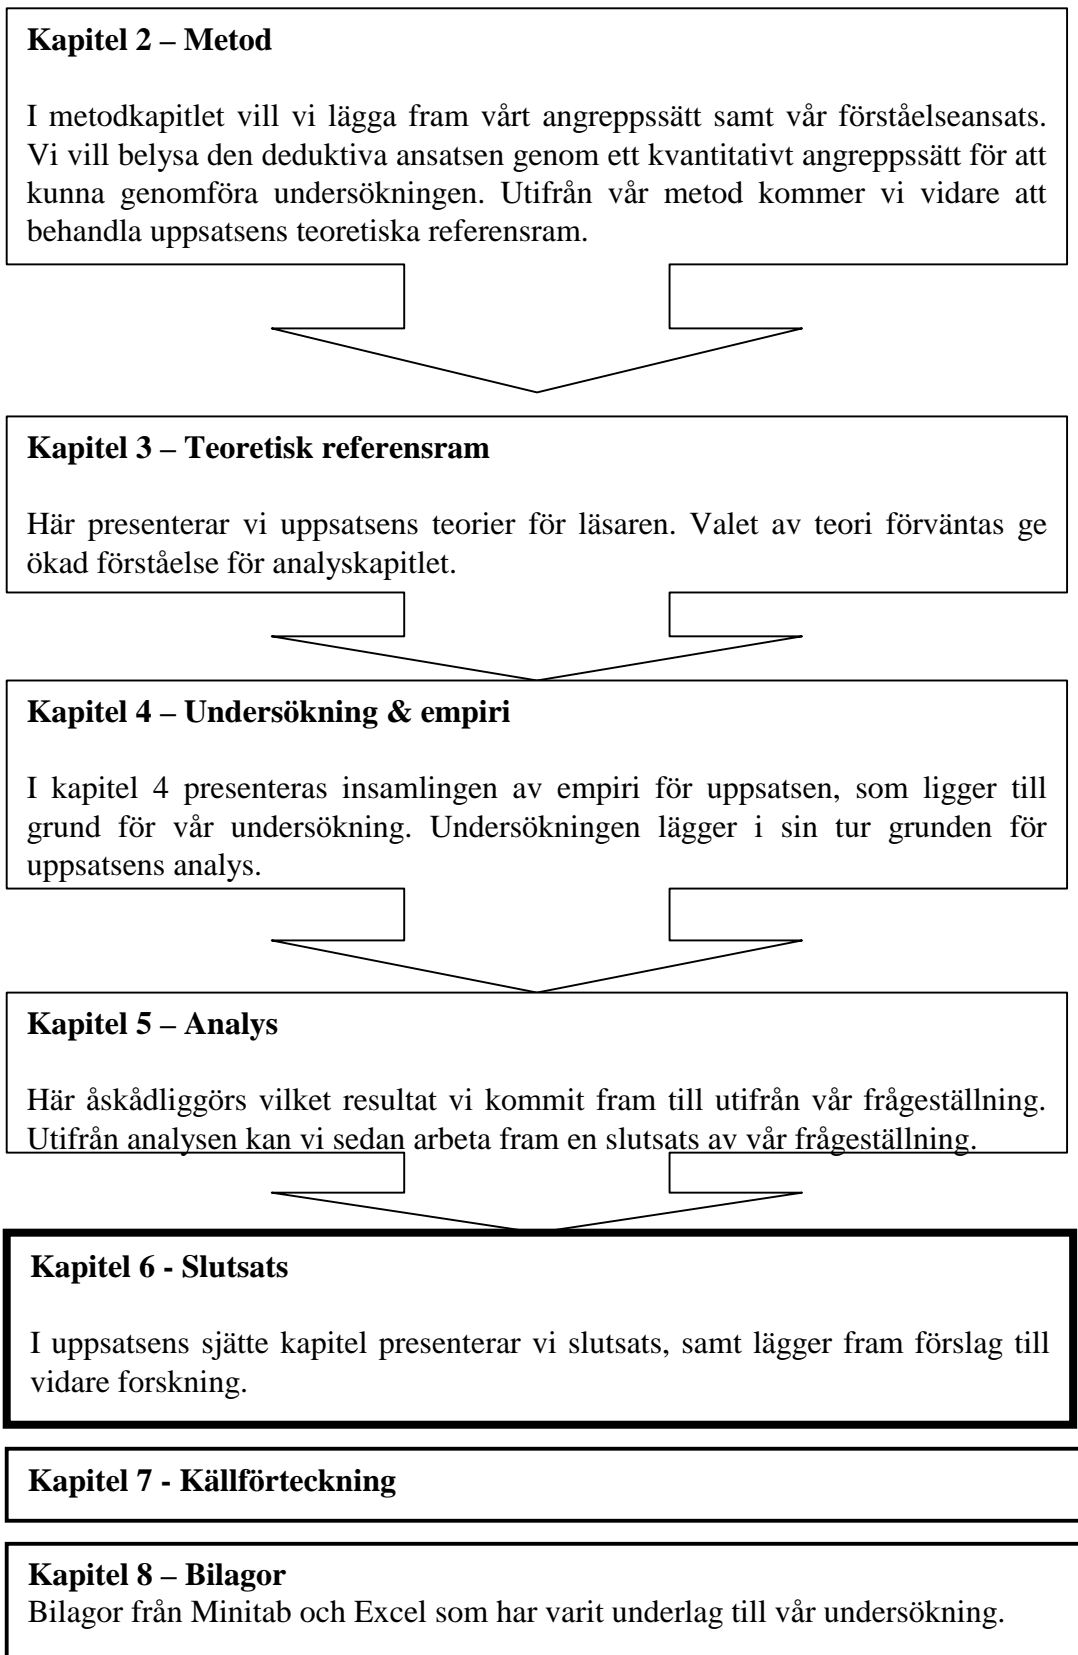 Kapitel 2 – Metod
I metodkapitlet vill vi lägga fram vårt angreppssätt samt vår förståelseansats.
Vi vill belysa den deduktiva ansatsen genom ett kvantitativt angreppssätt för att
kunna genomföra undersökningen. Utifrån vår metod kommer vi vidare att
behandla uppsatsens teoretiska referensram.
Kapitel 3 – Teoretisk referensram
Här presenterar vi uppsatsens teorier för läsaren. Valet av teori förväntas ge
ökad förståelse för analyskapitlet.
Kapitel 4 – Undersökning & empiri
I kapitel 4 presenteras insamlingen av empiri för uppsatsen, som ligger till
grund för vår undersökning. Undersökningen lägger i sin tur grunden för
uppsatsens analys.
Kapitel 5 – Analys
Här åskådliggörs vilket resultat vi kommit fram till utifrån vår frågeställning.
Utifrån analysen kan vi sedan arbeta fram en slutsats av vår frågeställning.
Kapitel 6 - Slutsats
I uppsatsens sjätte kapitel presenterar vi slutsats, samt lägger fram förslag till
vidare forskning.
Kapitel 7 - Källförteckning
Kapitel 8 – Bilagor
Bilagor från Minitab och Excel som har varit underlag till vår undersökning.